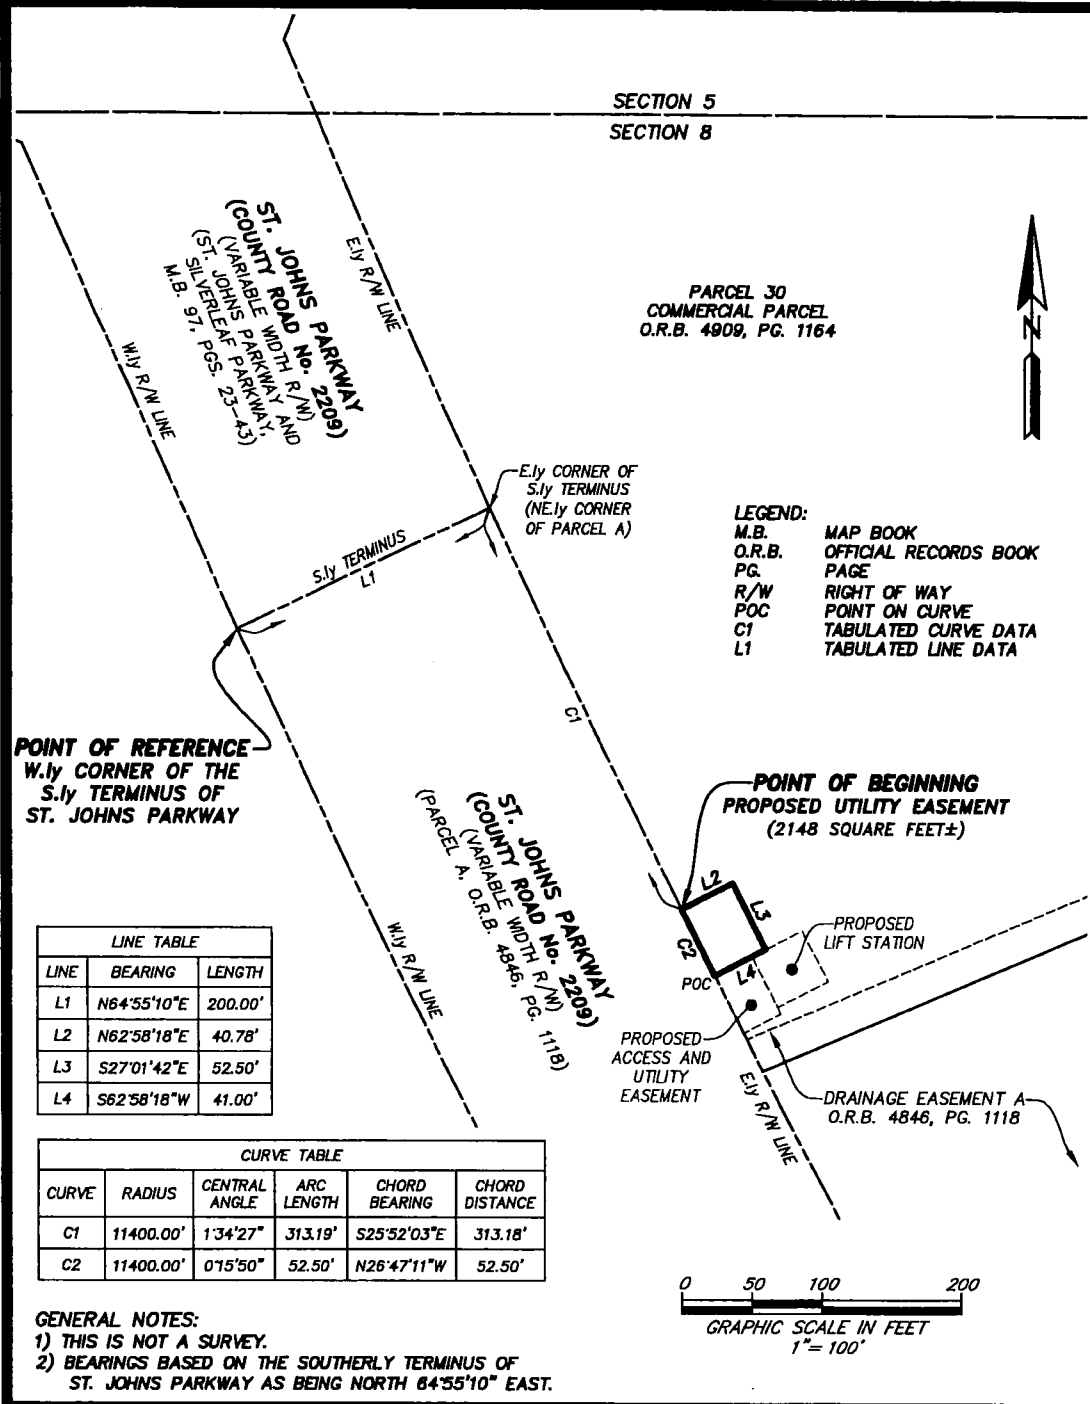 SECTION 5
SECTION 8
ST. JOHNS PARKWAY
(COUNTY ROAD No. 2209)
(VARIABLE WIDTH R/W)
(ST. JOHNS PARKWAY AND
SILVERLEAF PARKWAY,
M.B. 97, PGS. 23-43)
E.ly R/W LINE
W.ly R/W LINE
PARCEL 30
COMMERCIAL PARCEL
O.R.B. 4909, PG. 1164
N
E.ly CORNER OF
S.ly TERMINUS
(NE.ly CORNER
OF PARCEL A)
S.ly TERMINUS
L1
LEGEND:
M.B. MAP BOOK
O.R.B. OFFICIAL RECORDS BOOK
PG. PAGE
R/W RIGHT OF WAY
POC POINT ON CURVE
C1 TABULATED CURVE DATA
L1 TABULATED LINE DATA
C1
POINT OF REFERENCE
W.ly CORNER OF THE
S.ly TERMINUS OF
ST. JOHNS PARKWAY
POINT OF BEGINNING
PROPOSED UTILITY EASEMENT
(2148 SQUARE FEET±)
ST. JOHNS PARKWAY
(COUNTY ROAD No. 2209)
(VARIABLE WIDTH R/W)
(PARCEL A, O.R.B. 4846, PG. 1118)
W.ly R/W LINE
L2
L3
C2
L4
POC
PROPOSED
LIFT STATION
PROPOSED
ACCESS AND
UTILITY
EASEMENT
E.ly R/W LINE
DRAINAGE EASEMENT A
O.R.B. 4846, PG. 1118
LINE TABLE
LINE BEARING LENGTH
L1 N64°55'10"E 200.00'
L2 N62°58'18"E 40.78'
L3 S27°01'42"E 52.50'
L4 S62°58'18"W 41.00'
CURVE TABLE
CURVE RADIUS CENTRAL ANGLE ARC LENGTH CHORD BEARING CHORD DISTANCE
C1 11400.00' 1°34'27" 313.19' S25°52'03"E 313.18'
C2 11400.00' 0°15'50" 52.50' N26°47'11"W 52.50'
0 50 100 200
GRAPHIC SCALE IN FEET
1"= 100'
GENERAL NOTES:
1) THIS IS NOT A SURVEY.
2) BEARINGS BASED ON THE SOUTHERLY TERMINUS OF
ST. JOHNS PARKWAY AS BEING NORTH 64°55'10" EAST.